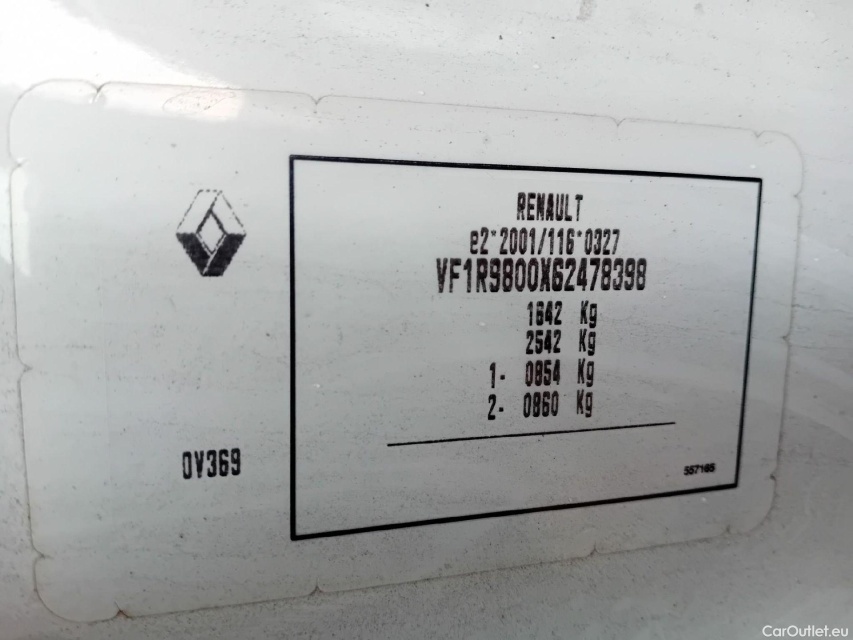 RENAULT
e2*2001/116*0327
VF1R9800X62478398
1642 Kg
2542 Kg
1- 0854 Kg
2- 0860 Kg
0V369
557165
CarOutlet.eu